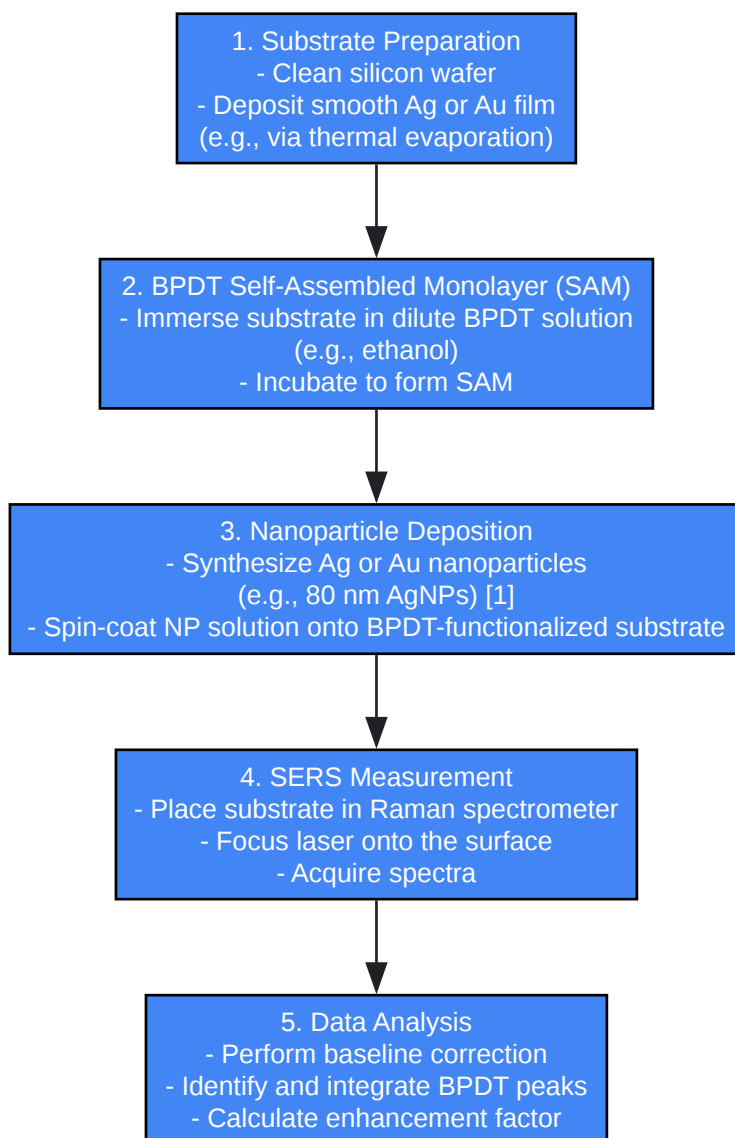 1. Substrate Preparation
- Clean silicon wafer
- Deposit smooth Ag or Au film
(e.g., via thermal evaporation)
2. BPDT Self-Assembled Monolayer (SAM)
- Immerse substrate in dilute BPDT solution
(e.g., ethanol)
- Incubate to form SAM
3. Nanoparticle Deposition
- Synthesize Ag or Au nanoparticles
(e.g., 80 nm AgNPs) [1]
- Spin-coat NP solution onto BPDT-functionalized substrate
4. SERS Measurement
- Place substrate in Raman spectrometer
- Focus laser onto the surface
- Acquire spectra
5. Data Analysis
- Perform baseline correction
- Identify and integrate BPDT peaks
- Calculate enhancement factor